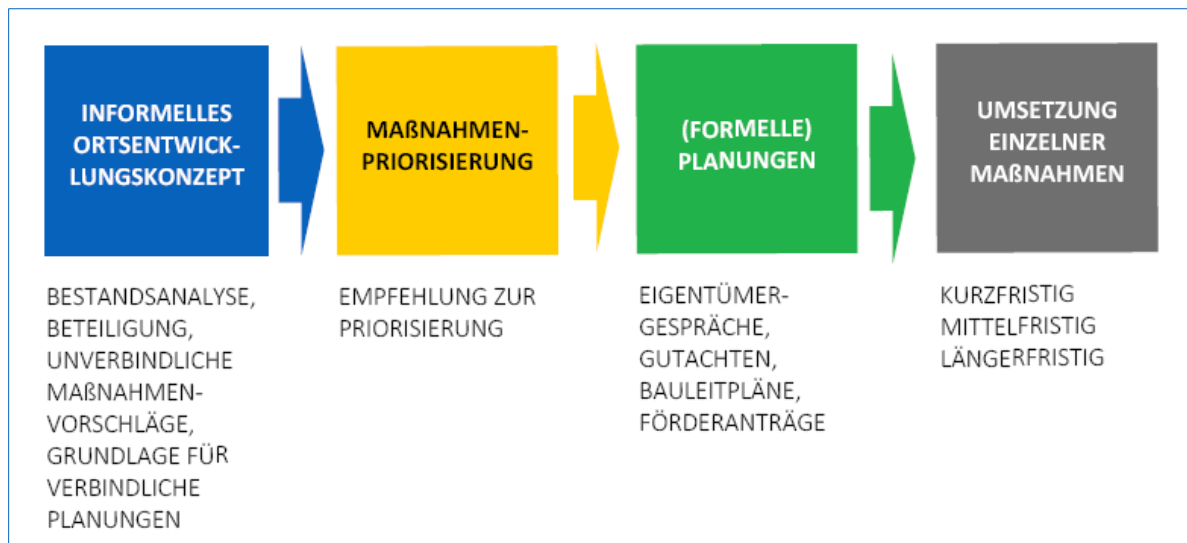 INFORMELLES
ORTSENTWICK-
LUNGSKONZEPT
MAßNAHMEN-
PRIORISIERUNG
(FORMELLE)
PLANUNGEN
UMSETZUNG
EINZELNER
MAßNAHMEN
BESTANDSANALYSE,
BETEILIGUNG,
UNVERBINDLICHE
MAßNAHMEN-
VORSCHLÄGE,
GRUNDLAGE FÜR
VERBINDLICHE
PLANUNGEN
EMPFEHLUNG ZUR
PRIORISIERUNG
EIGENTÜMER-
GESPRÄCHE,
GUTACHTEN,
BAULEITPLÄNE,
FÖRDERANTRÄGE
KURZFRISTIG
MITTELFRISTIG
LÄNGERFRISTIG